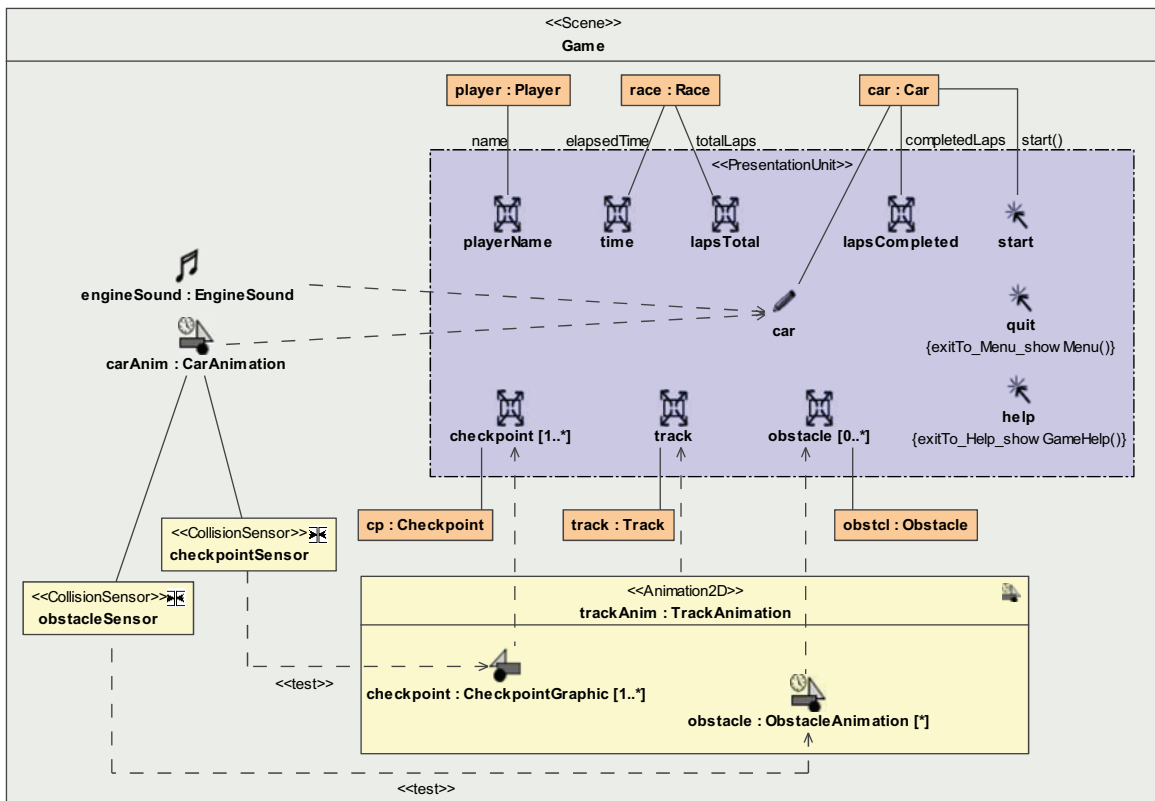 <<Scene>>
Game
player : Player
race : Race
car : Car
name
elapsedTime
totalLaps
completedLaps
start()
<<PresentationUnit>>
playerName
time
lapsTotal
lapsCompleted
start
engineSound : EngineSound
car
quit
{exitTo_Menu_show Menu()}
carAnim : CarAnimation
help
{exitTo_Help_show GameHelp()}
checkpoint [1..*]
track
obstacle [0..*]
cp : Checkpoint
track : Track
obstcl : Obstacle
<<CollisionSensor>>
checkpointSensor
<<CollisionSensor>>
obstacleSensor
<<Animation2D>>
trackAnim : TrackAnimation
<<test>>
checkpoint : CheckpointGraphic [1..*]
obstacle : ObstacleAnimation [*]
<<test>>